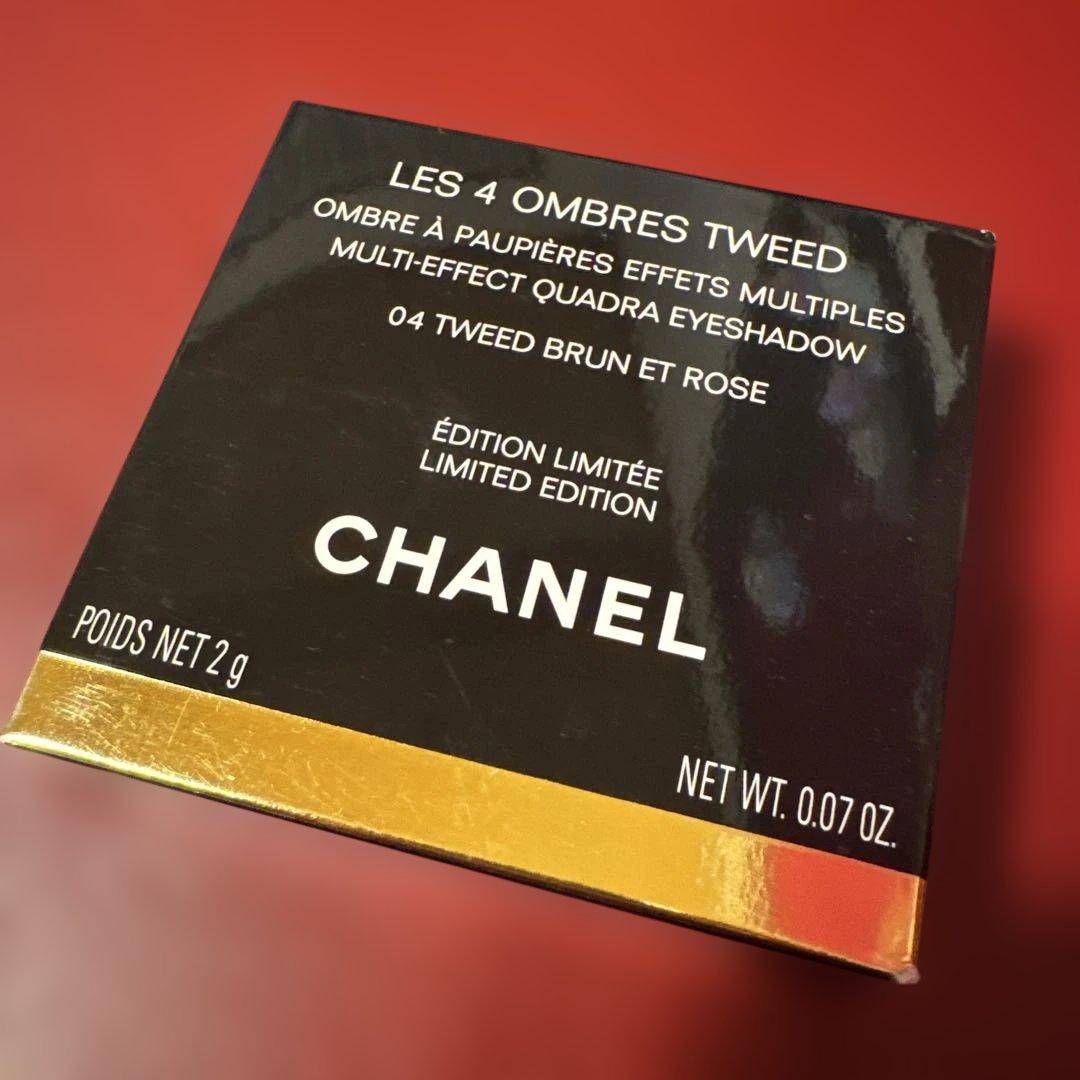 LES 4 OMBRES TWEED
OMBRE À PAUPIÈRES EFFETS MULTIPLES
MULTI-EFFECT QUADRA EYESHADOW
04 TWEED BRUN ET ROSE
ÉDITION LIMITÉE
LIMITED EDITION
CHANEL
POIDS NET 2 g
NET WT. 0.07 OZ.